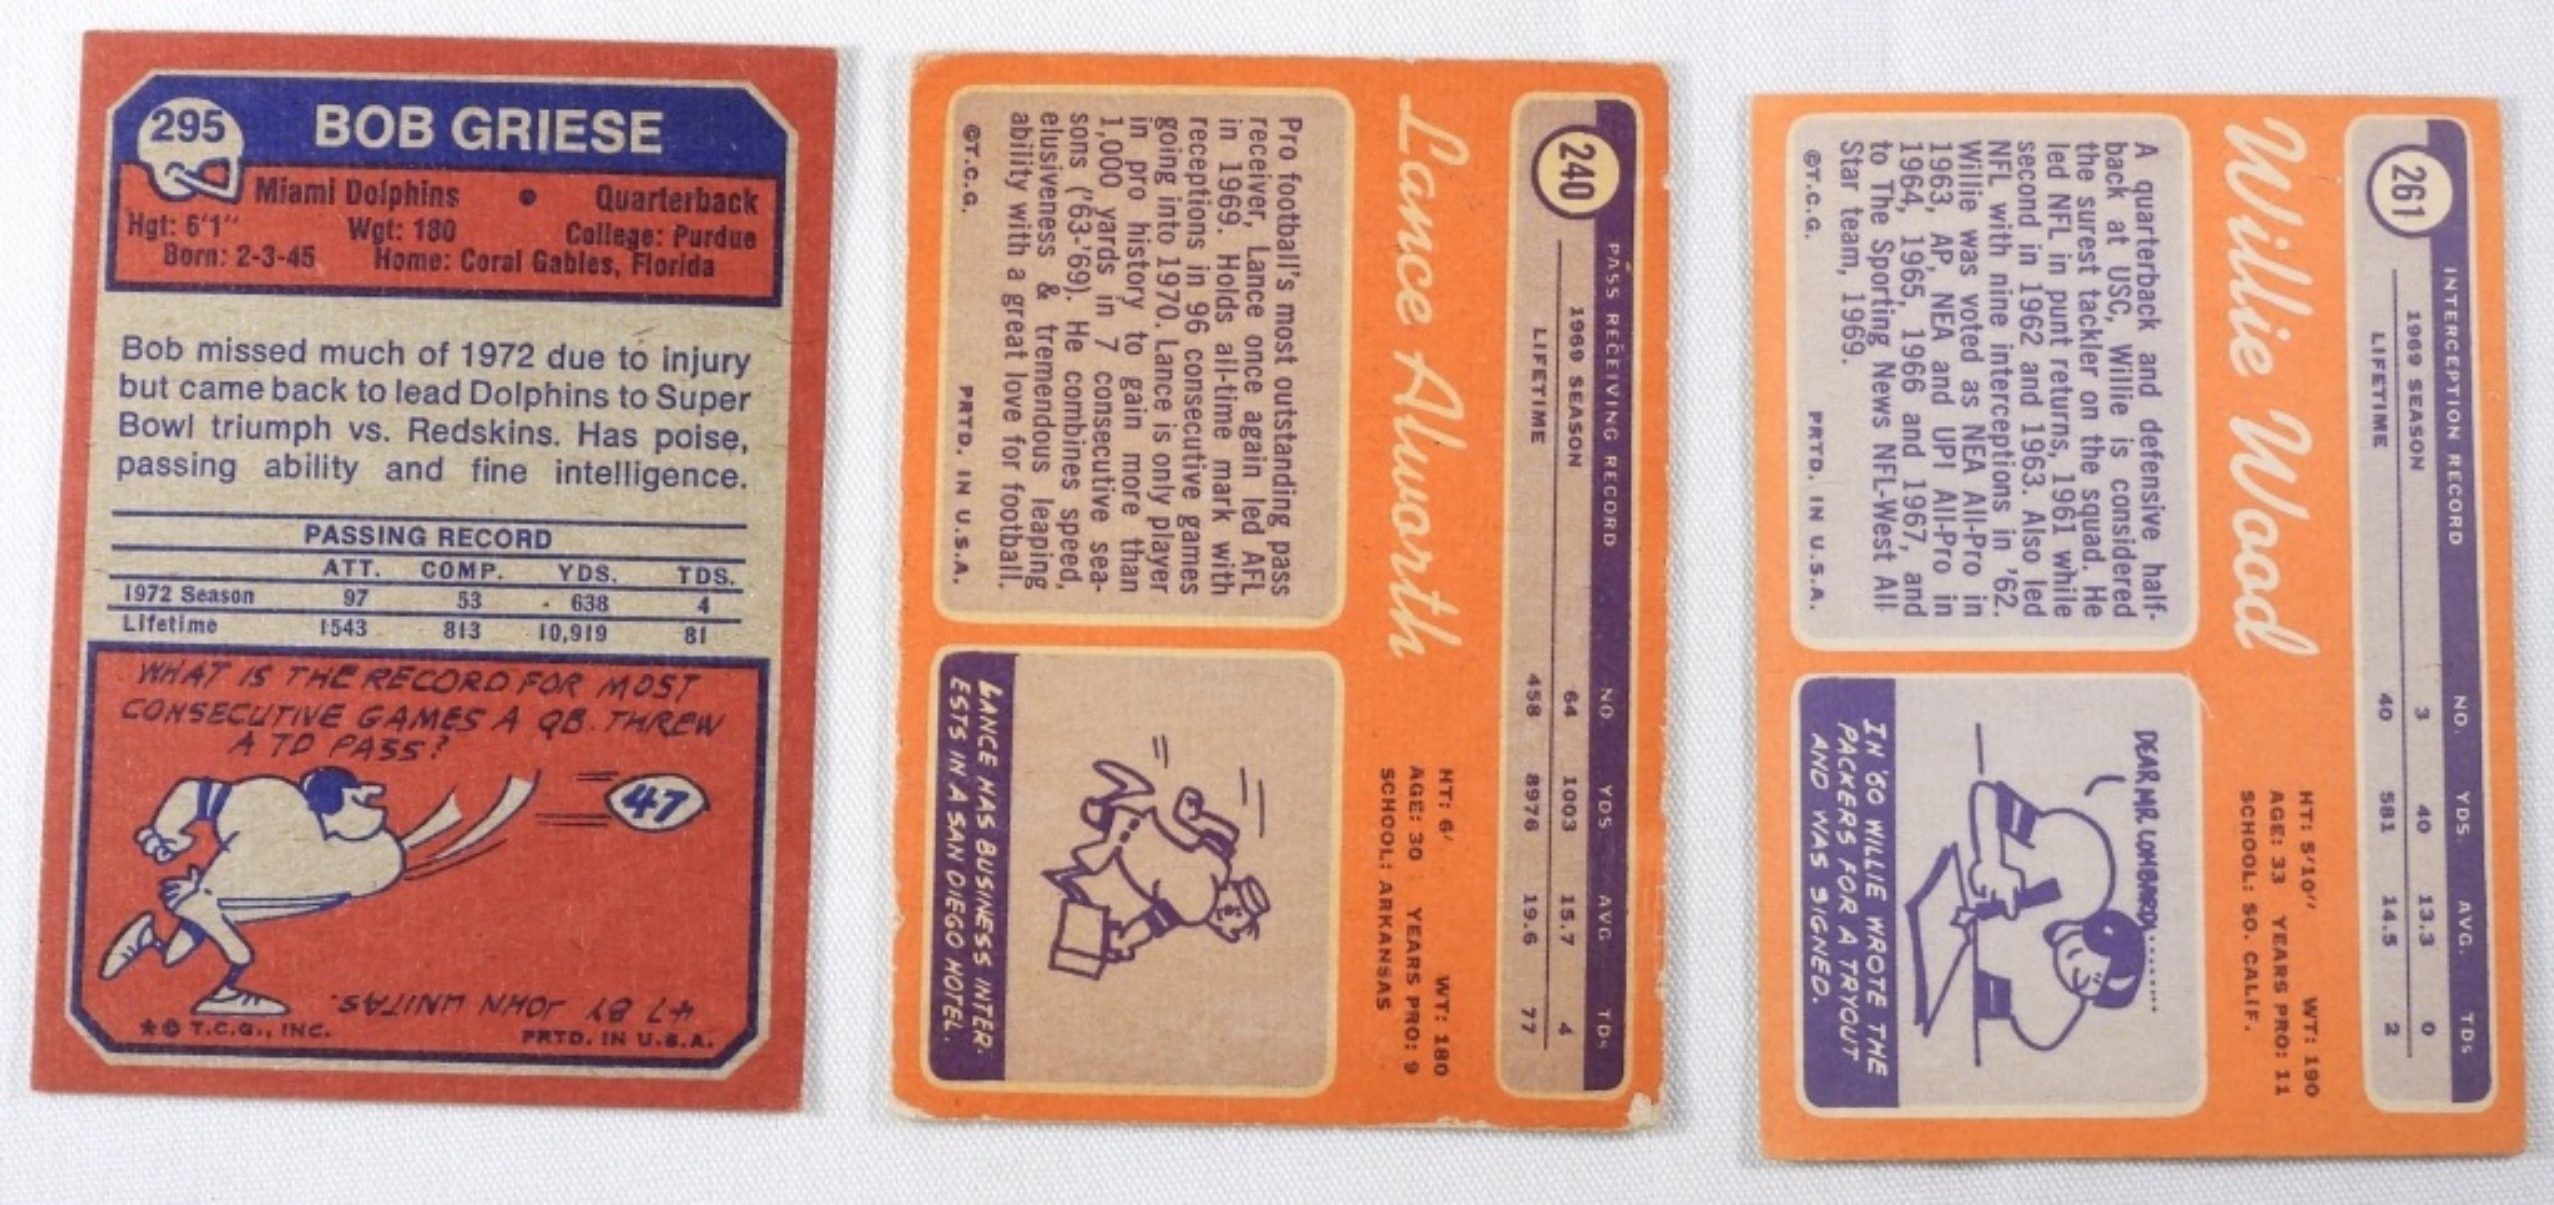 295
BOB GRIESE
Miami Dolphins • Quarterback
Hgt: 6'1" Wgt: 180 College: Purdue
Born: 2-3-45 Home: Coral Gables, Florida
Bob missed much of 1972 due to injury
but came back to lead Dolphins to Super
Bowl triumph vs. Redskins. Has poise,
passing ability and fine intelligence.
PASSING RECORD
ATT. COMP. YDS. TDS.
1972 Season 97 53 638 4
Lifetime 1543 813 10,919 81
WHAT IS THE RECORD FOR MOST
CONSECUTIVE GAMES A QB. THREW
A TD PASS?
47
47 BY JOHN UNITAS.
*© T.C.G., INC. PRTD. IN U.S.A.
240
PASS RECEIVING RECORD NO YDS AVG TDs
1969 SEASON 64 1003 15.7 4
LIFETIME 458 8976 19.6 77
Lance Alworth
HT: 6' WT: 180
AGE: 30 YEARS PRO: 9
SCHOOL: ARKANSAS
Pro football's most outstanding pass
receiver, Lance once again led AFL
in 1969. Holds all-time mark with
receptions in 96 consecutive games
going into 1970. Lance is only player
in pro history to gain more than
1,000 yards in 7 consecutive sea-
sons ('63-'69). He combines speed,
elusiveness & tremendous leaping
ability with a great love for football.
©T.C.G. PRTD. IN U.S.A.
LANCE HAS BUSINESS INTER-
ESTS IN A SAN DIEGO HOTEL.
261
INTERCEPTION RECORD NO. YDS. AVG. TDs
1969 SEASON 3 40 13.3 0
LIFETIME 40 581 14.5 2
Willie Wood
HT: 5'10" WT: 190
AGE: 33 YEARS PRO: 11
SCHOOL: SO. CALIF.
A quarterback and defensive half-
back at USC, Willie is considered
the surest tackler on the squad. He
led NFL in punt returns, 1961 while
second in 1962 and 1963. Also led
NFL with nine interceptions in '62.
Willie was voted as NEA All-Pro in
1963, AP, NEA and UPI All-Pro in
1964, 1965, 1966 and 1967, and
to The Sporting News NFL-West All-
Star team, 1969.
©T.C.G. PRTD. IN U.S.A.
DEAR MR LOMBARDI.......
IN '60 WILLIE WROTE THE
PACKERS FOR A TRYOUT
AND WAS SIGNED.